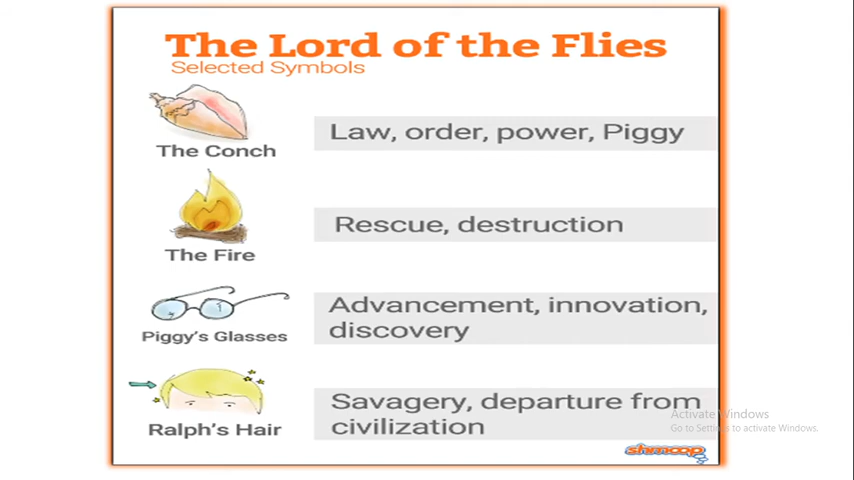 The Lord of the Flies
Selected Symbols
The Conch
Law, order, power, Piggy
The Fire
Rescue, destruction
Piggy's Glasses
Advancement, innovation,
discovery
Ralph's Hair
Savagery, departure from
civilization
Activate Windows
Go to Settings to activate Windows.
shmoop